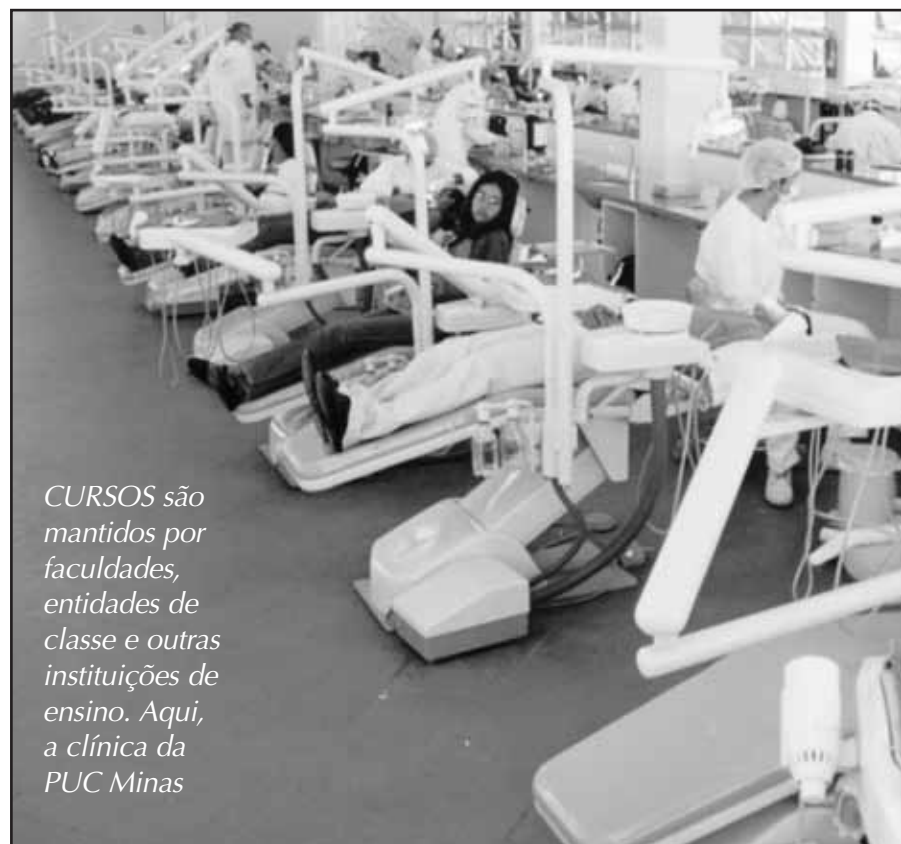 CURSOS são
mantidos por
faculdades,
entidades de
classe e outras
instituições de
ensino. Aqui,
a clínica da
PUC Minas